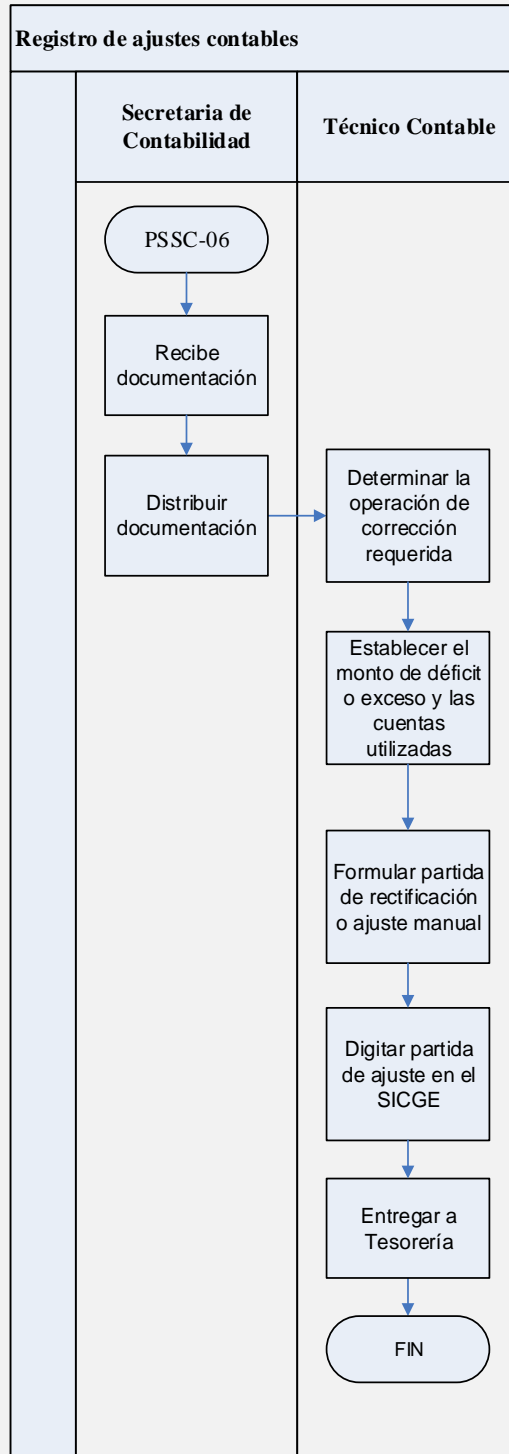 Registro de ajustes contables
Secretaria de
Contabilidad
Técnico Contable
PSSC-06
Recibe
documentación
Distribuir
documentación
Determinar la
operación de
corrección
requerida
Establecer el
monto de déficit
o exceso y las
cuentas
utilizadas
Formular partida
de rectificación
o ajuste manual
Digitar partida
de ajuste en el
SICGE
Entregar a
Tesorería
FIN